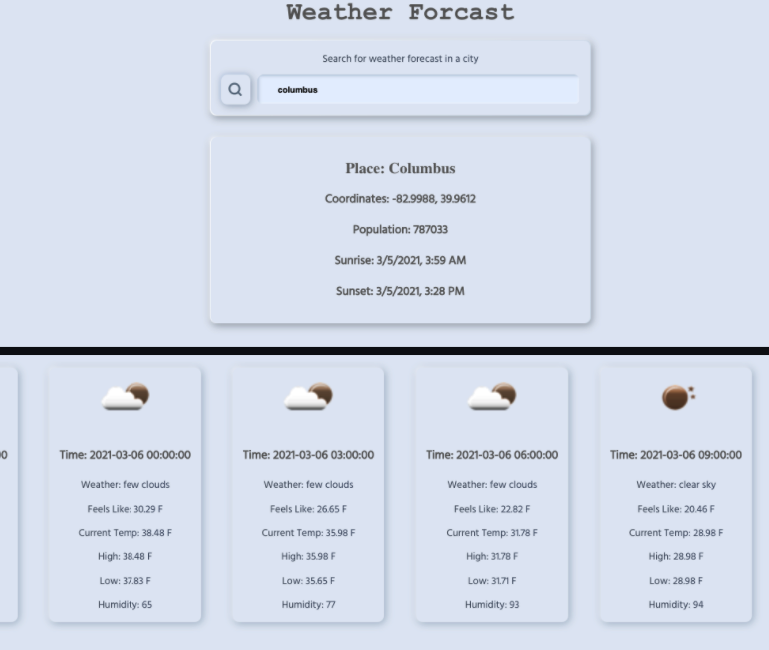 Weather Forcast
Search for weather forecast in a city
columbus
Place: Columbus
Coordinates: -82.9988, 39.9612
Population: 787033
Sunrise: 3/5/2021, 3:59 AM
Sunset: 3/5/2021, 3:28 PM
0
Time: 2021-03-06 00:00:00
Weather: few clouds
Feels Like: 30.29 F
Current Temp: 38.48 F
High: 38.48 F
Low: 37.83 F
Humidity: 65
Time: 2021-03-06 03:00:00
Weather: few clouds
Feels Like: 26.65 F
Current Temp: 35.98 F
High: 35.98 F
Low: 35.65 F
Humidity: 77
Time: 2021-03-06 06:00:00
Weather: few clouds
Feels Like: 22.82 F
Current Temp: 31.78 F
High: 31.78 F
Low: 31.71 F
Humidity: 93
Time: 2021-03-06 09:00:00
Weather: clear sky
Feels Like: 20.46 F
Current Temp: 28.98 F
High: 28.98 F
Low: 28.98 F
Humidity: 94